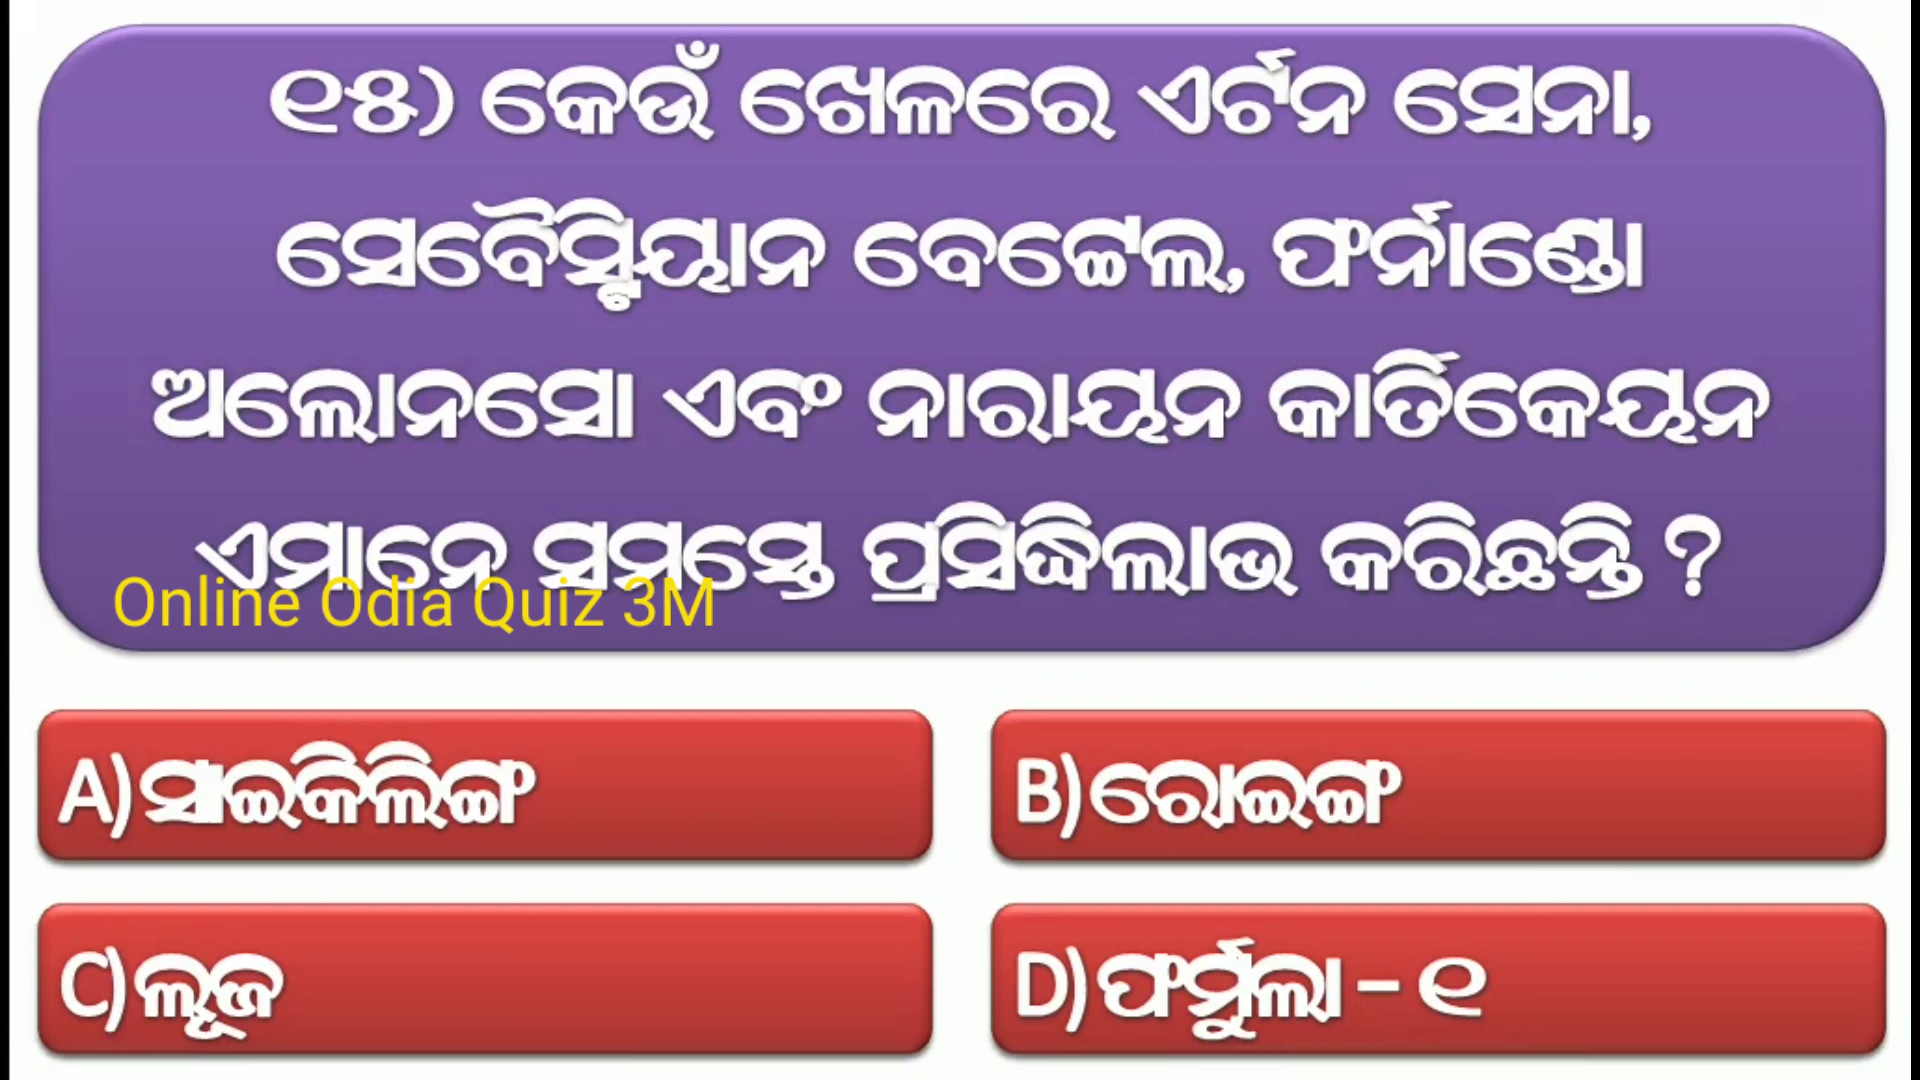 ୧୫) କେଉଁ ଖେଳରେ ଏର୍ଟନ ସେନା,
ସେବୈସ୍ଟିୟାନ ବେଟ୍ଟେଲ, ଫର୍ନାଣ୍ଡୋ
ଅଲୋନସୋ ଏବଂ ନାରାୟନ କାର୍ତିକେୟନ
ଏମାନେ ସମସ୍ତେ ପ୍ରସିଦ୍ଧିଲାଭ କରିଛନ୍ତି ?
Online Odia Quiz 3M
A)ସାଇକିଲିଙ୍ଗ
B)ରୋଇଙ୍ଗ
C)ଲୂଜ
D)ଫର୍ମୁଲା – ୧